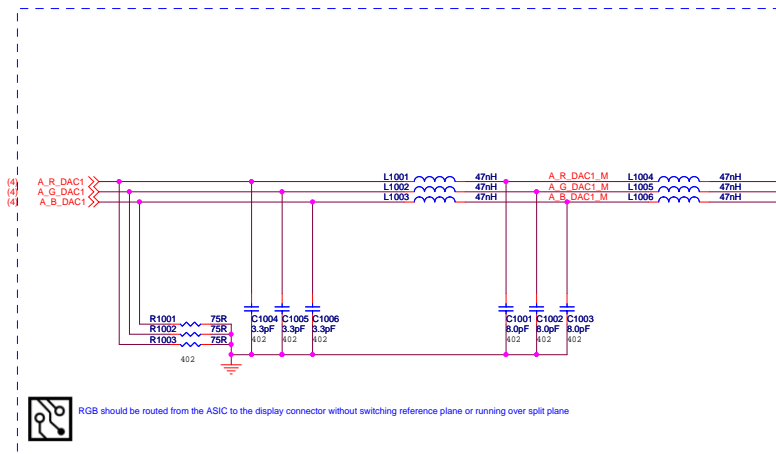 (4) A_R_DAC1 L1001 47nH A_R_DAC1_M L1004 47nH
(4) A_G_DAC1 L1002 47nH A_G_DAC1_M L1005 47nH
(4) A_B_DAC1 L1003 47nH A_B_DAC1_M L1006 47nH
R1001 75R C1004 C1005 C1006 C1001 C1002 C1003
R1002 75R 3.3pF 3.3pF 3.3pF 8.0pF 8.0pF 8.0pF
R1003 75R 402 402 402 402 402 402
402
RGB should be routed from the ASIC to the display connector without switching reference plane or running over split plane